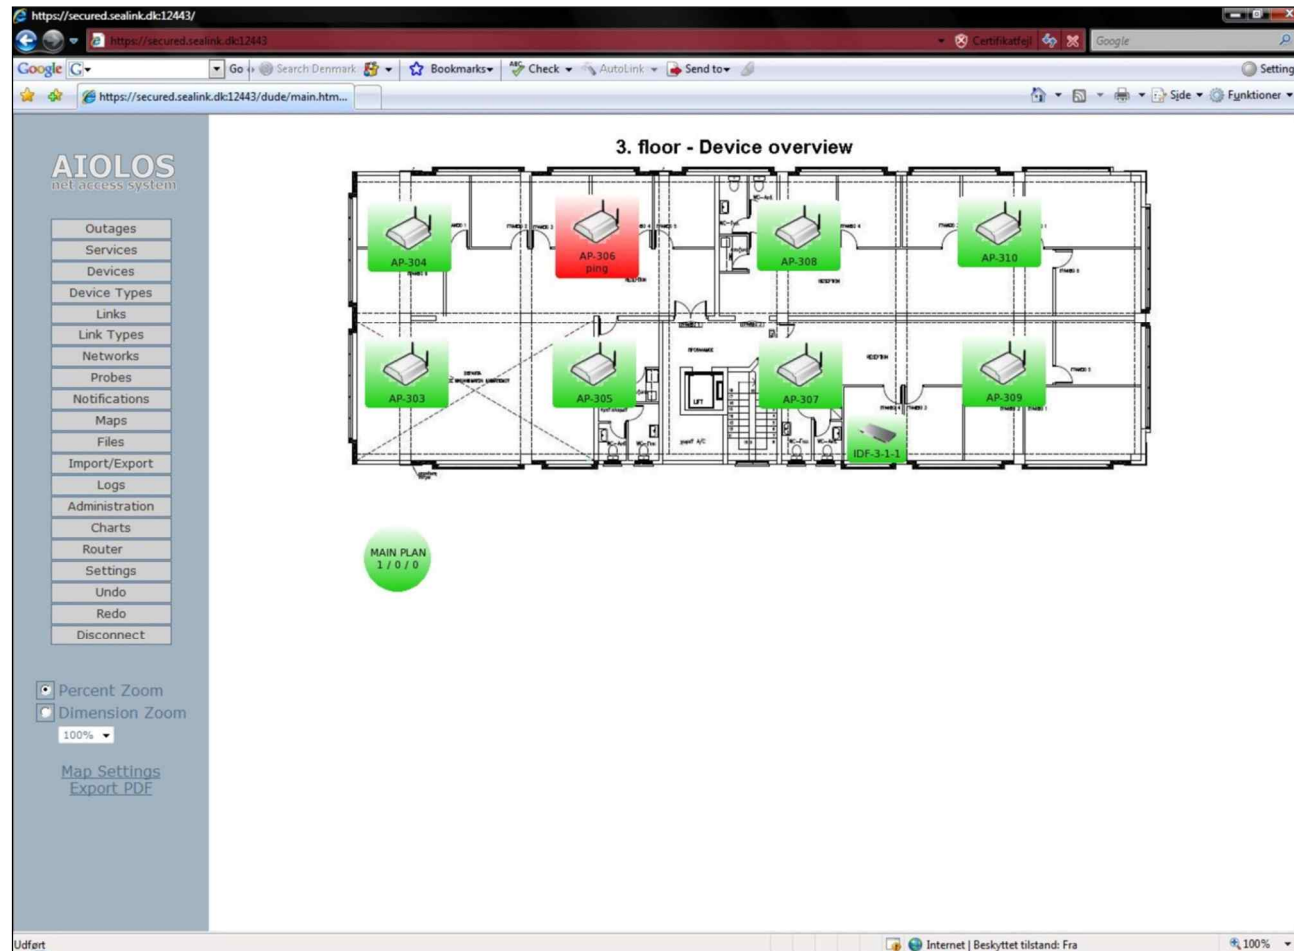 https://secured.sealink.dk:12443/
https://secured.sealink.dk:12443
Certifikatfejl
Google
Google
Go
Search Denmark
Bookmarks
Check
AutoLink
Send to
Setting
https://secured.sealink.dk:12443/dude/main.htm...
Side
Funktioner
AIOLOS
net access system
Outages
Services
Devices
Device Types
Links
Link Types
Networks
Probes
Notifications
Maps
Files
Import/Export
Logs
Administration
Charts
Router
Settings
Undo
Redo
Disconnect
Percent Zoom
Dimension Zoom
100%
Map Settings
Export PDF
3. floor - Device overview
AP-304
AP-306
ping
AP-308
AP-310
RECEPTION
RECEPTION
AP-303
AP-305
AP-307
AP-309
RECEPTION
LIFT
IDF-3-1-1
MAIN PLAN
1 / 0 / 0
Udført
Internet | Beskyttet tilstand: Fra
100%